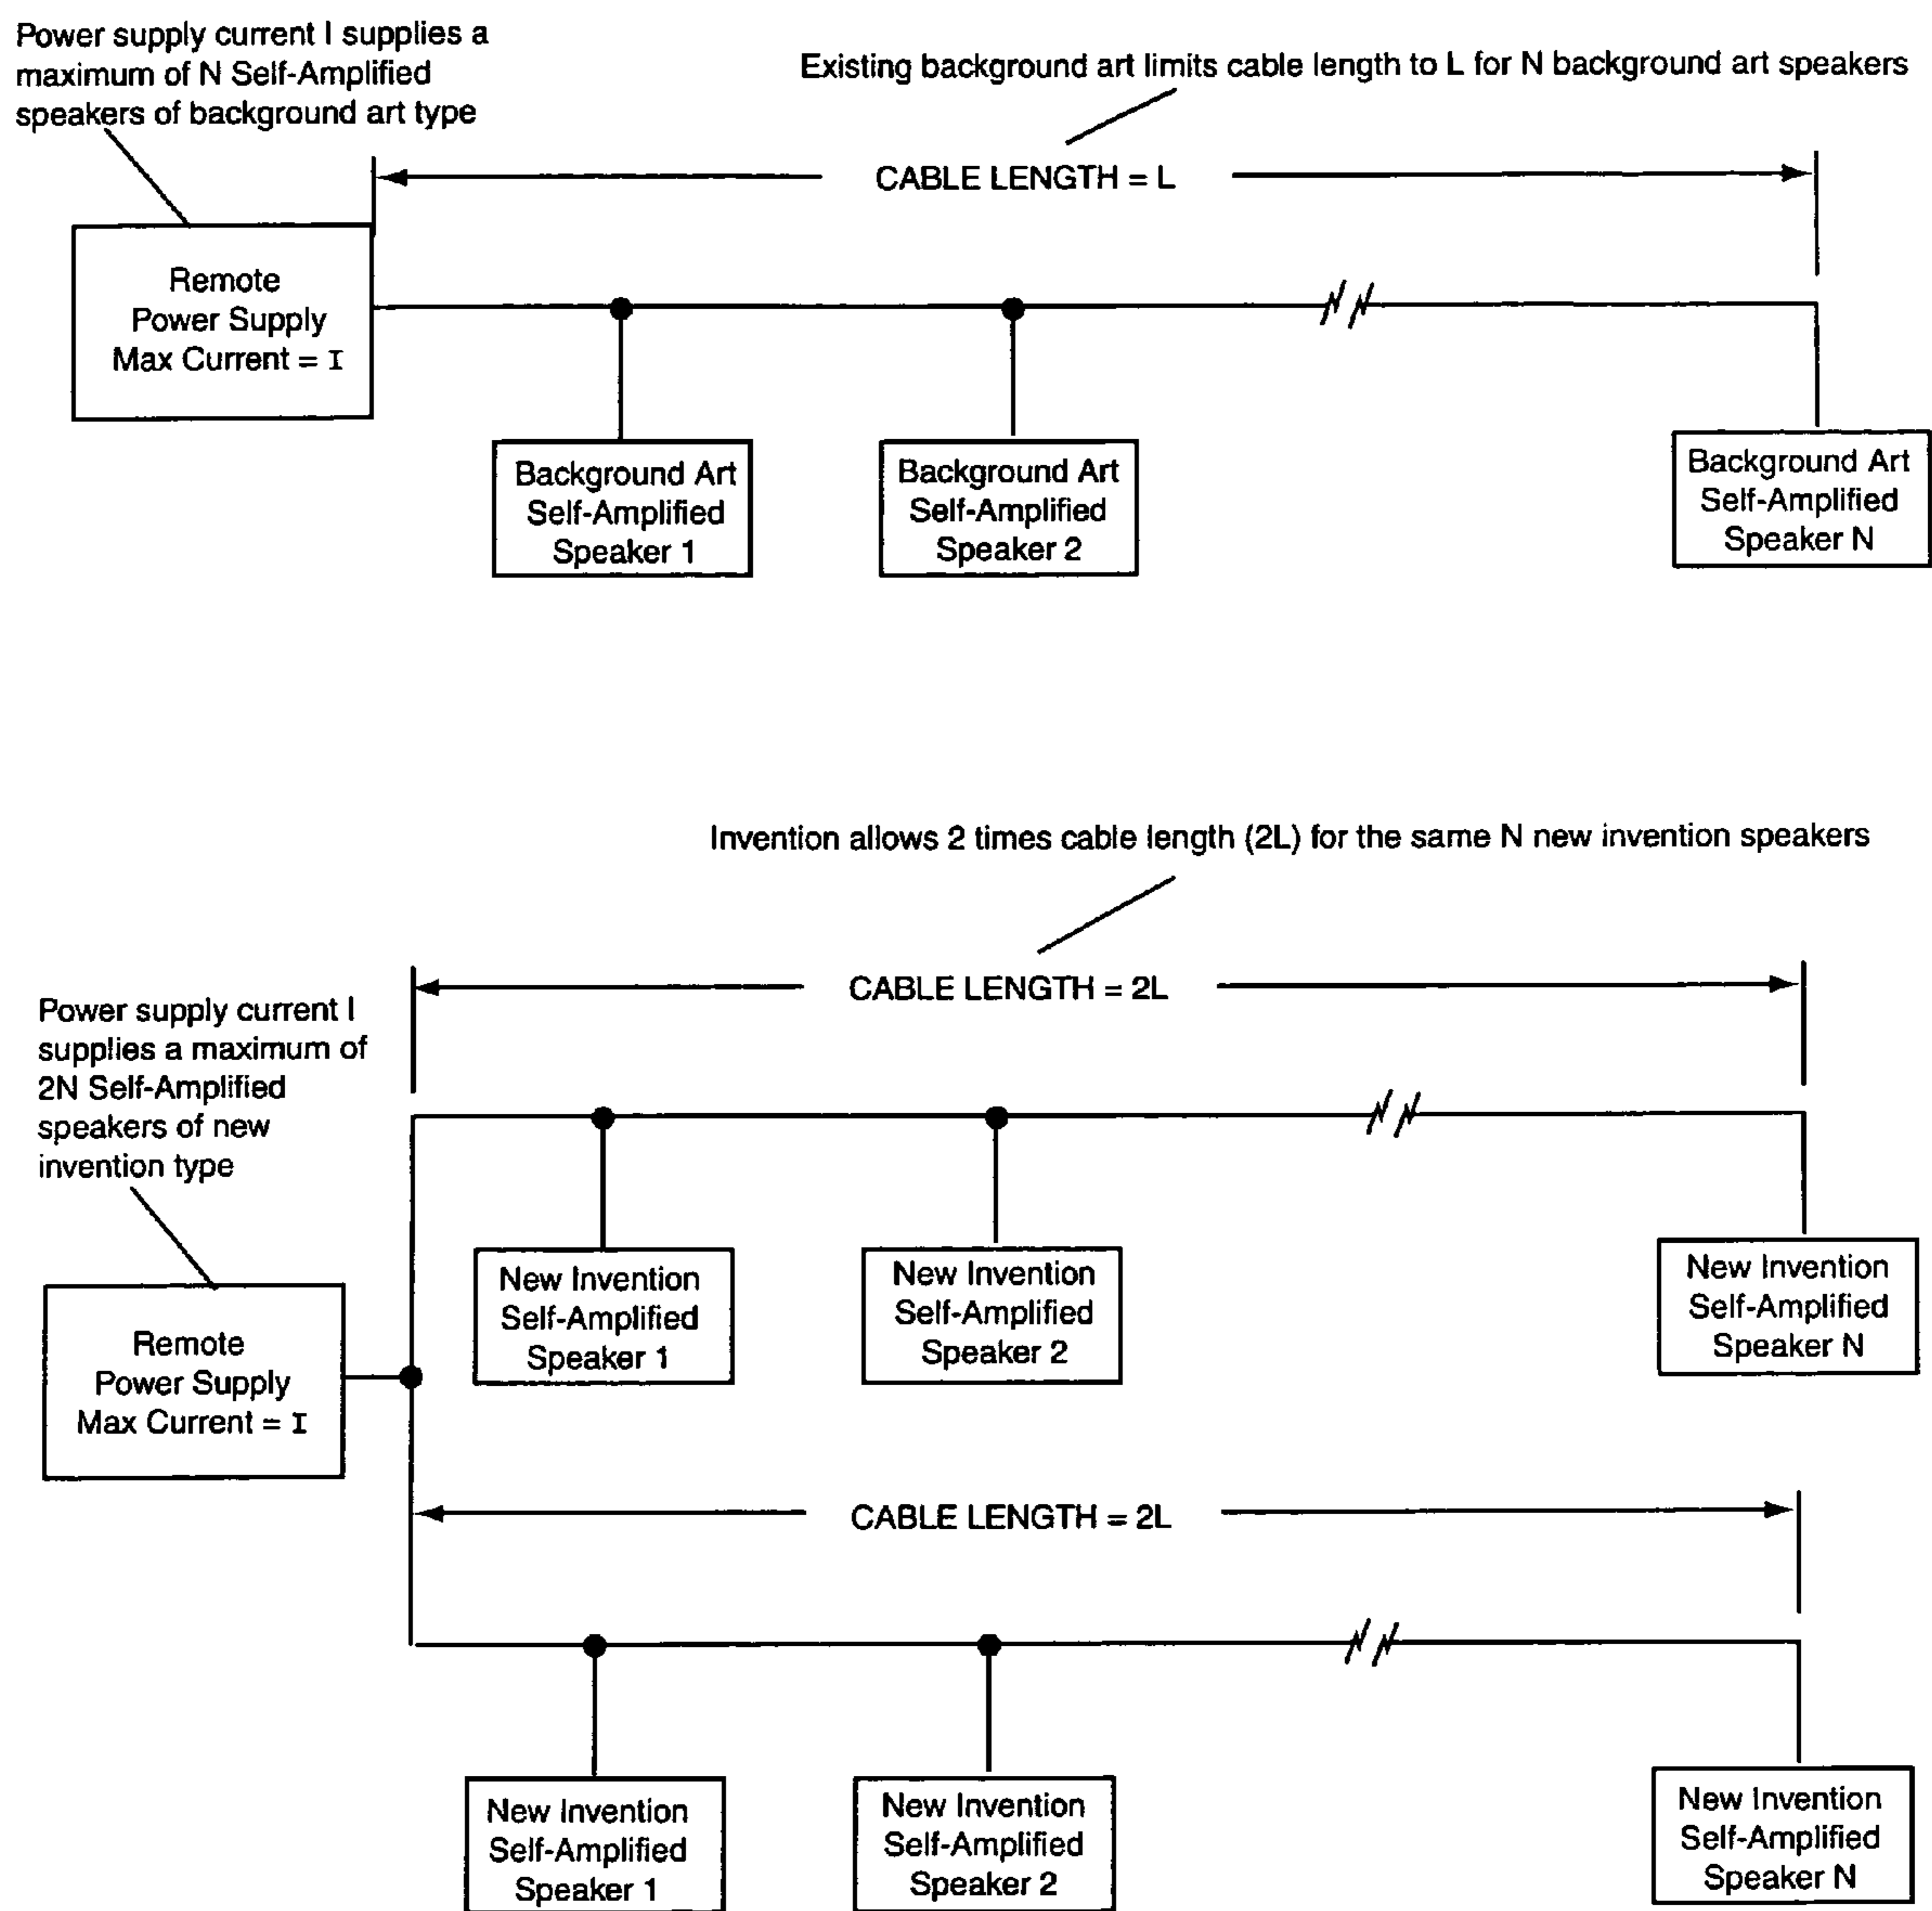 Power supply current I supplies a
maximum of N Self-Amplified
speakers of background art type
Existing background art limits cable length to L for N background art speakers
CABLE LENGTH = L
Remote
Power Supply
Max Current = I
Background Art
Self-Amplified
Speaker 1
Background Art
Self-Amplified
Speaker 2
Background Art
Self-Amplified
Speaker N
Invention allows 2 times cable length (2L) for the same N new invention speakers
CABLE LENGTH = 2L
Power supply current I
supplies a maximum of
2N Self-Amplified
speakers of new
invention type
New Invention
Self-Amplified
Speaker 1
New Invention
Self-Amplified
Speaker 2
New Invention
Self-Amplified
Speaker N
Remote
Power Supply
Max Current = I
CABLE LENGTH = 2L
New Invention
Self-Amplified
Speaker 1
New Invention
Self-Amplified
Speaker 2
New Invention
Self-Amplified
Speaker N